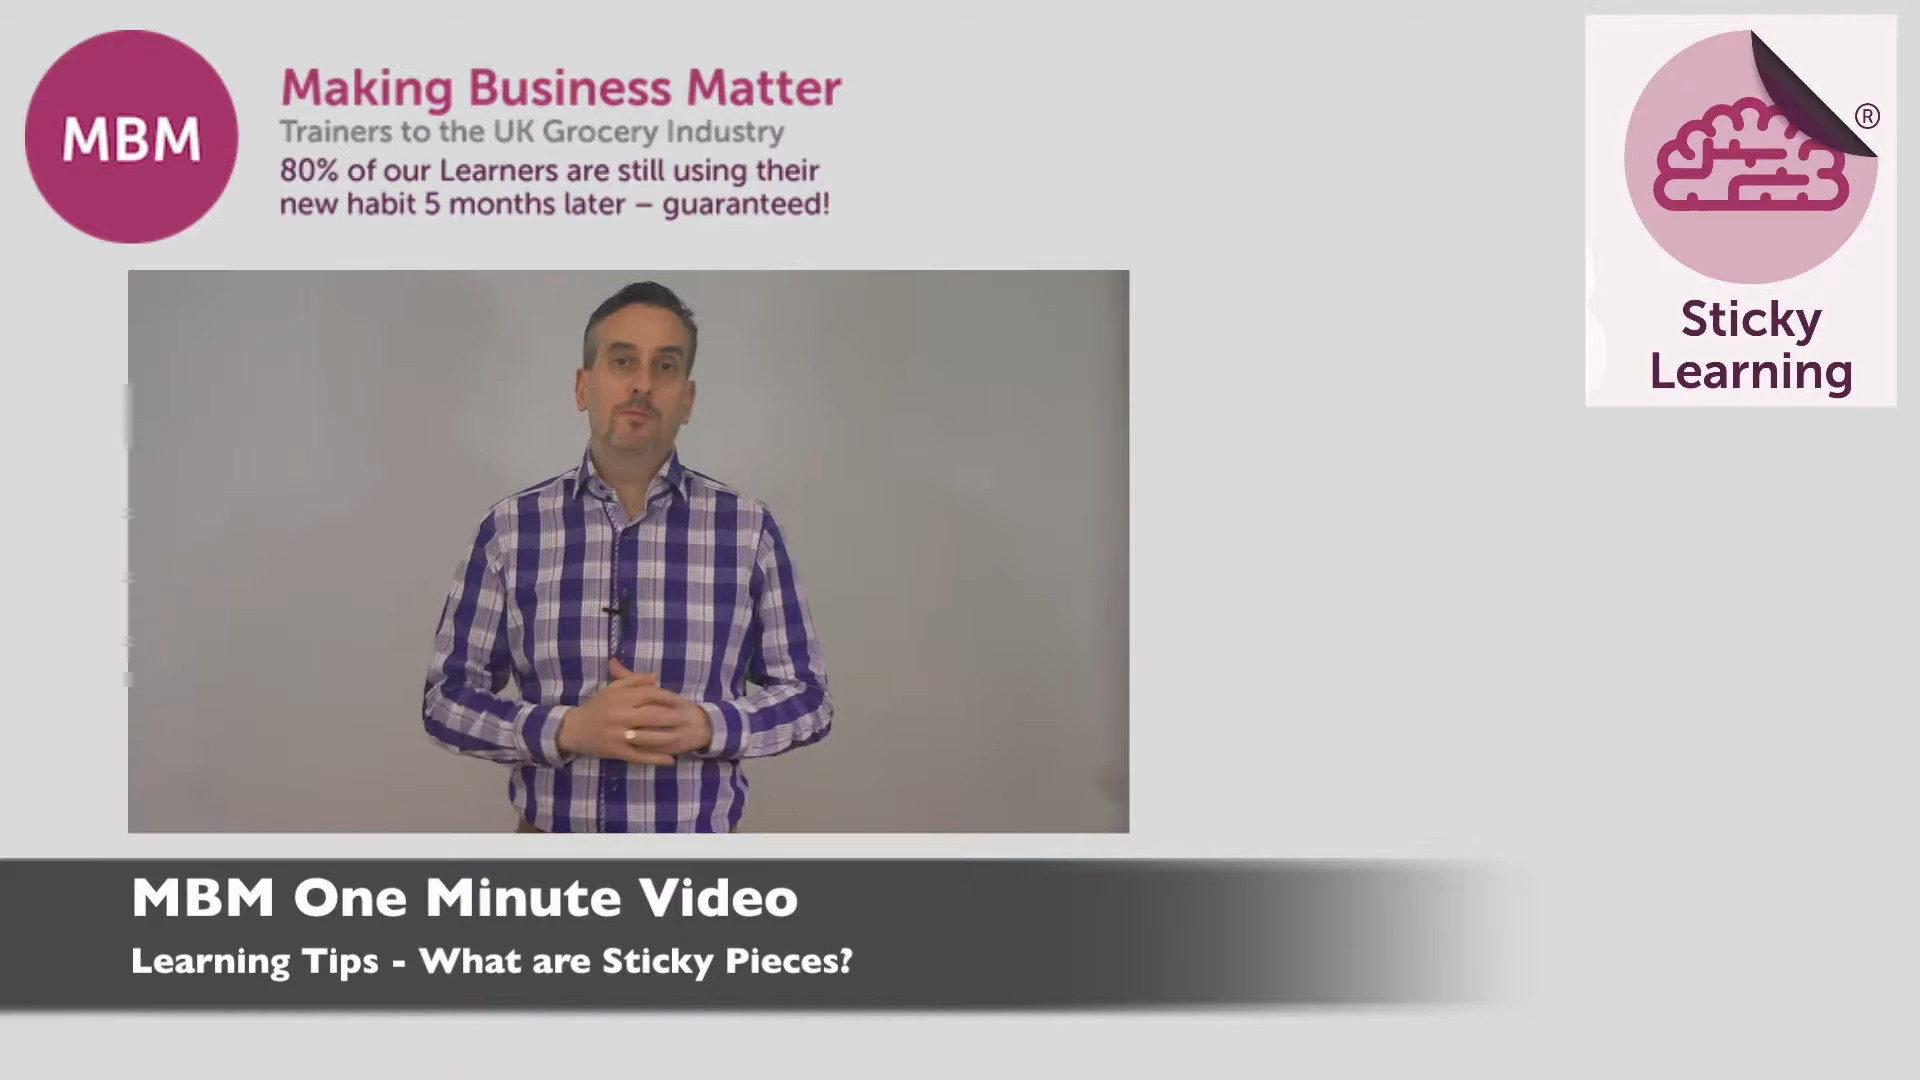 MBM
Making Business Matter
Trainers to the UK Grocery Industry
80% of our Learners are still using their
new habit 5 months later – guaranteed!
®
Sticky
Learning
MBM One Minute Video
Learning Tips - What are Sticky Pieces?